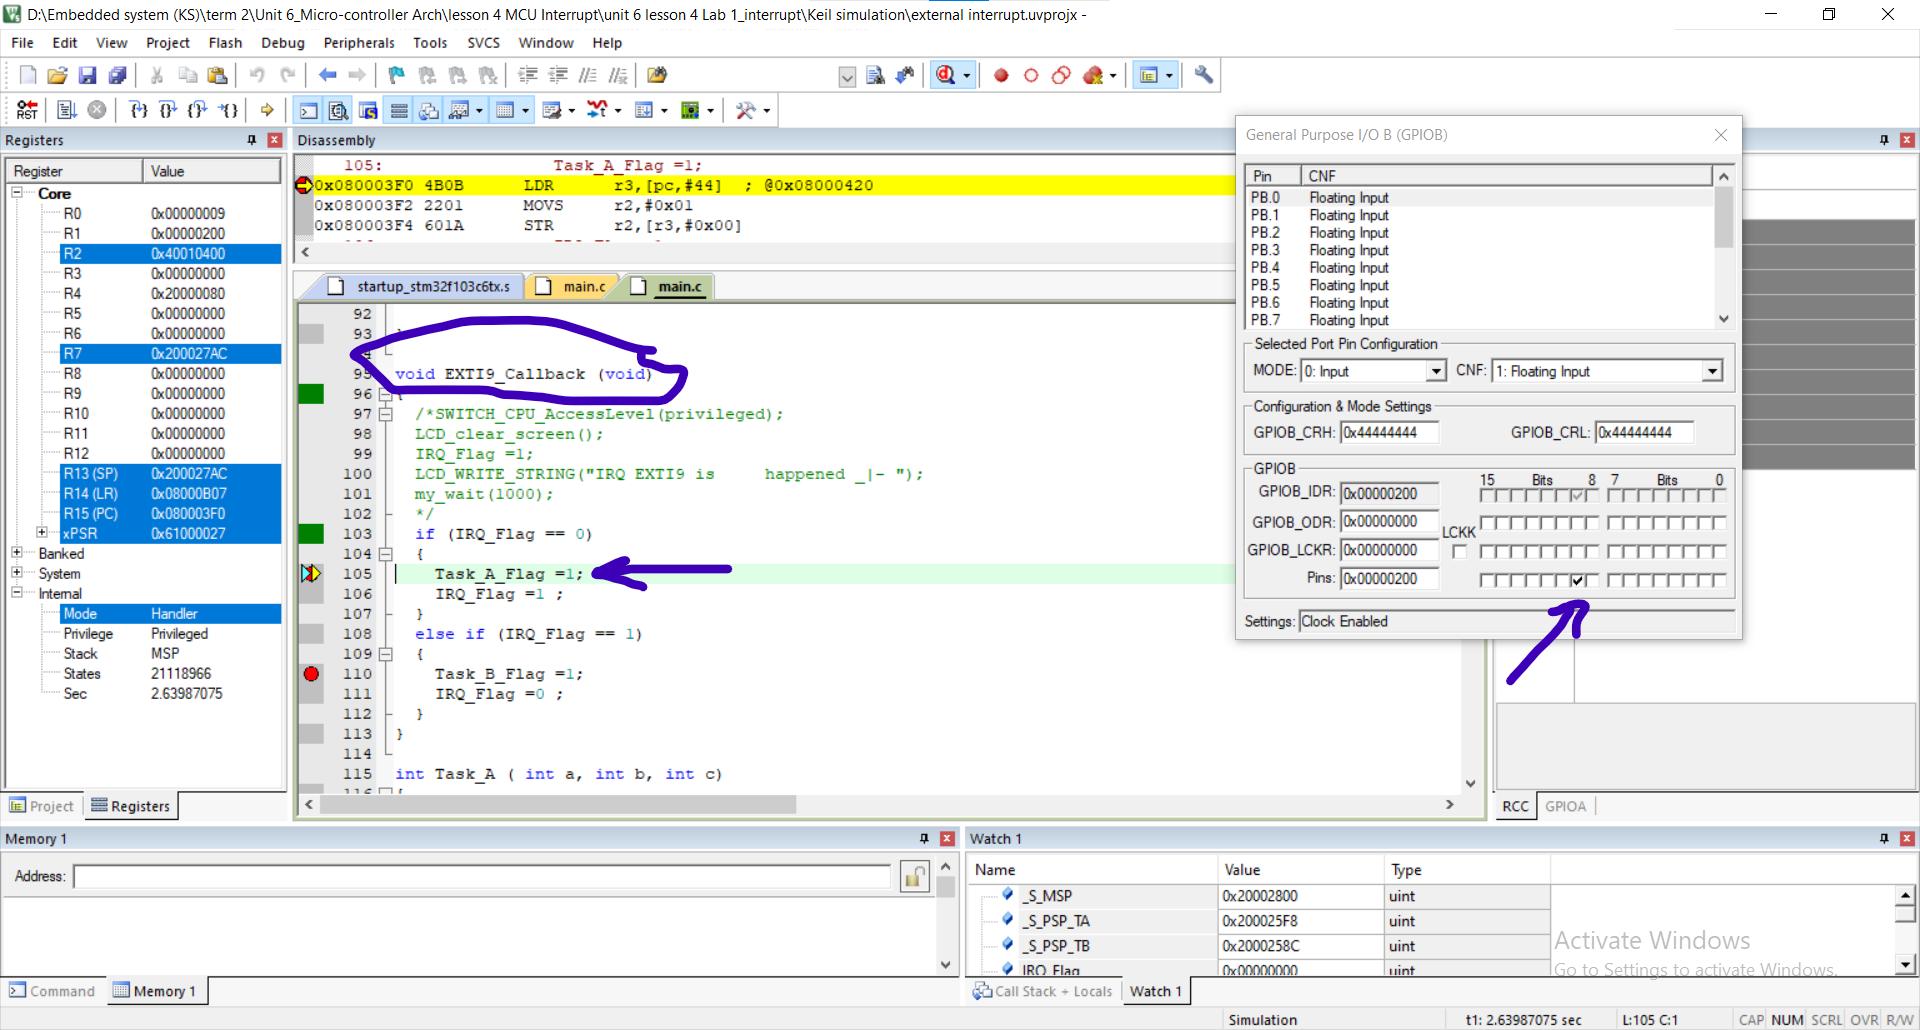 D:\Embedded system (KS)\term 2\Unit 6_Micro-controller Arch\lesson 4 MCU Interrupt\unit 6 lesson 4 Lab 1_interrupt\Keil simulation\external interrupt.uvprojx -
File Edit View Project Flash Debug Peripherals Tools SVCS Window Help
RST
Registers
Register Value
Core
R0 0x00000009
R1 0x00000200
R2 0x40010400
R3 0x00000000
R4 0x20000080
R5 0x00000000
R6 0x00000000
R7 0x200027AC
R8 0x00000000
R9 0x00000000
R10 0x00000000
R11 0x00000000
R12 0x00000000
R13 (SP) 0x200027AC
R14 (LR) 0x08000B07
R15 (PC) 0x080003F0
xPSR 0x61000027
Banked
System
Internal
Mode Handler
Privilege Privileged
Stack MSP
States 21118966
Sec 2.63987075
Project Registers
Disassembly
105: Task_A_Flag =1;
0x080003F0 4B0B LDR r3,[pc,#44] ; @0x08000420
0x080003F2 2201 MOVS r2,#0x01
0x080003F4 601A STR r2,[r3,#0x00]
startup_stm32f103c6tx.s main.c main.c
92
93
95 void EXTI9_Callback (void)
96 {
97 /*SWITCH_CPU_AccessLevel(privileged);
98 LCD_clear_screen();
99 IRQ_Flag =1;
100 LCD_WRITE_STRING("IRQ EXTI9 is happened _|- ");
101 my_wait(1000);
102 */
103 if (IRQ_Flag == 0)
104 {
105 Task_A_Flag =1;
106 IRQ_Flag =1 ;
107 }
108 else if (IRQ_Flag == 1)
109 {
110 Task_B_Flag =1;
111 IRQ_Flag =0 ;
112 }
113 }
114
115 int Task_A ( int a, int b, int c)
116 {
General Purpose I/O B (GPIOB)
Pin CNF
PB.0 Floating Input
PB.1 Floating Input
PB.2 Floating Input
PB.3 Floating Input
PB.4 Floating Input
PB.5 Floating Input
PB.6 Floating Input
PB.7 Floating Input
Selected Port Pin Configuration
MODE: 0: Input CNF: 1: Floating Input
Configuration & Mode Settings
GPIOB_CRH: 0x44444444 GPIOB_CRL: 0x44444444
GPIOB
15 Bits 8 7 Bits 0
GPIOB_IDR: 0x00000200
GPIOB_ODR: 0x00000000
LCKK
GPIOB_LCKR: 0x00000000
Pins: 0x00000200
Settings: Clock Enabled
RCC GPIOA
Memory 1
Address:
Command Memory 1
Watch 1
Name Value Type
_S_MSP 0x20002800 uint
_S_PSP_TA 0x200025F8 uint
_S_PSP_TB 0x2000258C uint
IRQ_Flag 0x00000000 uint
Call Stack + Locals Watch 1
Activate Windows
Go to Settings to activate Windows.
Simulation t1: 2.63987075 sec L:105 C:1 CAP NUM SCRL OVR R/W